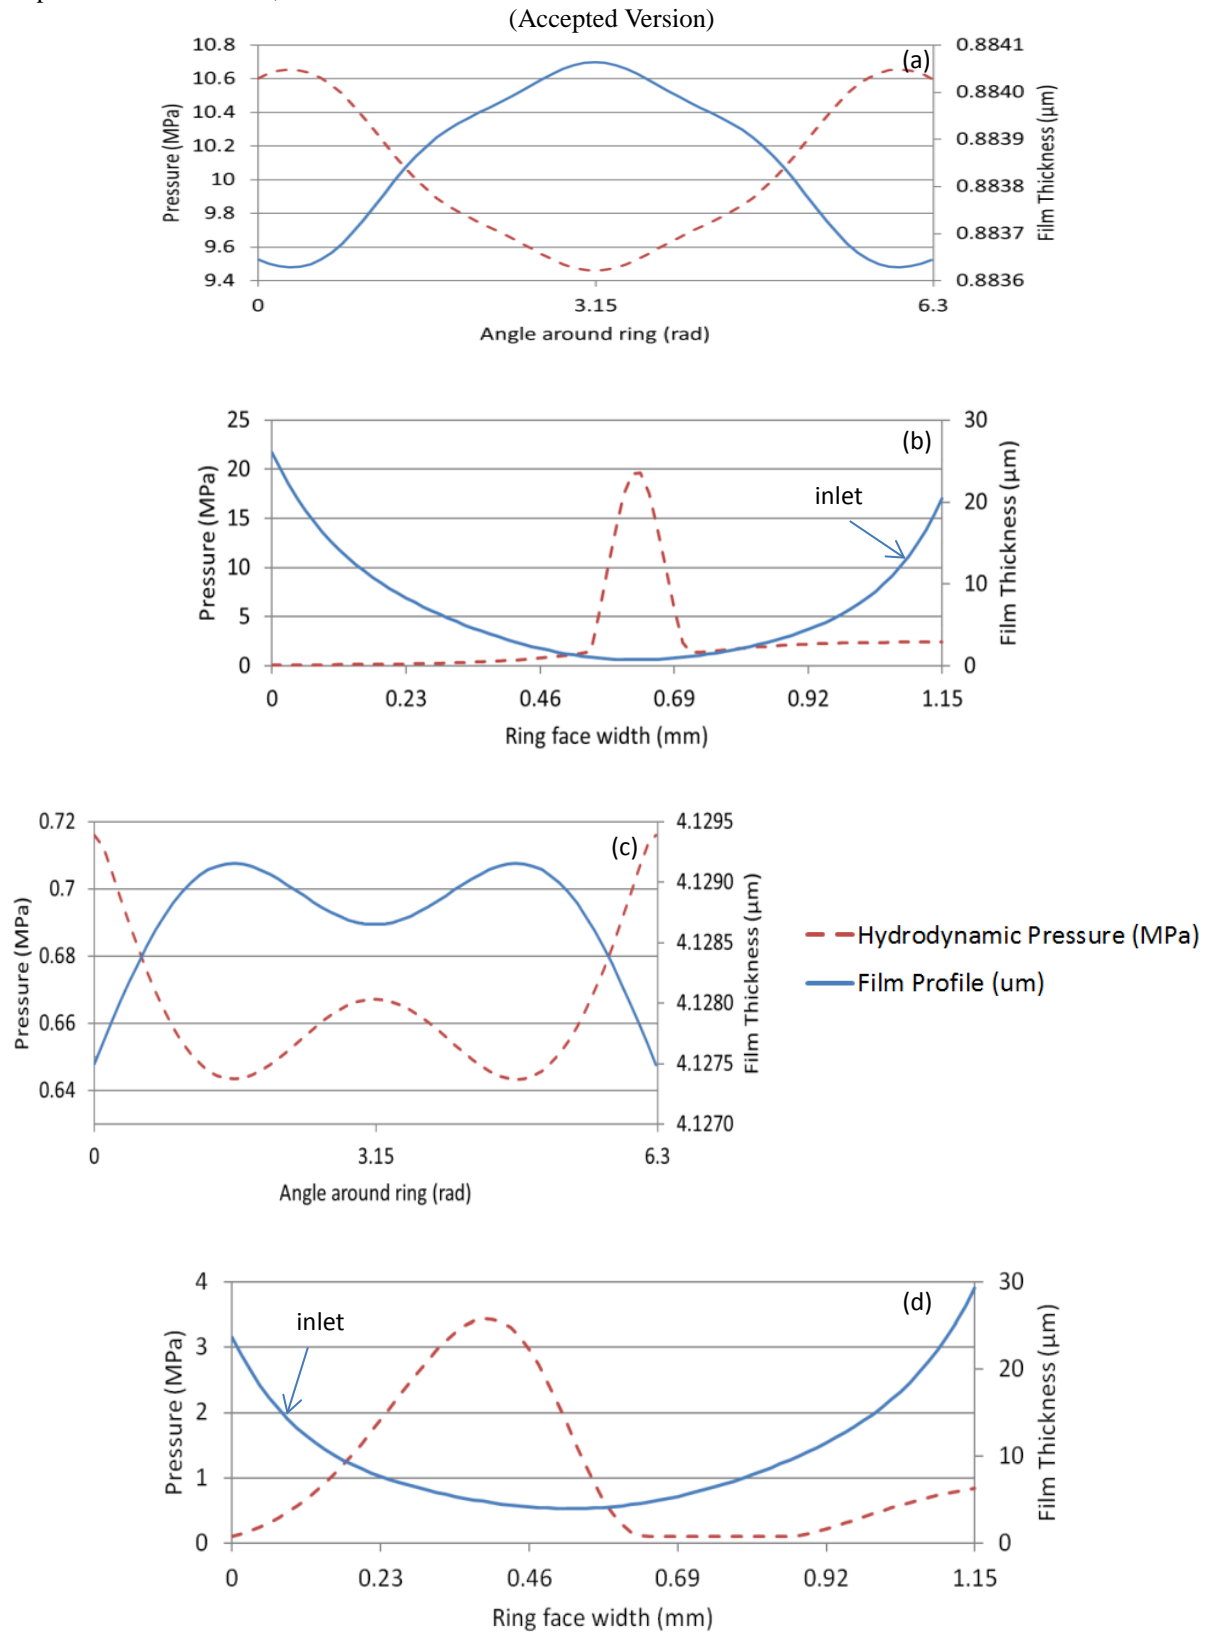 (Accepted Version)
10.8
10.6
10.4
10.2
10
9.8
9.6
9.4
Pressure (MPa)
(a)
0.8841
0.8840
0.8839
0.8838
0.8837
0.8836
Film Thickness (µm)
0 3.15 6.3
Angle around ring (rad)
25
20
15
10
5
0
Pressure (MPa)
(b)
inlet
30
20
10
0
Film Thickness (µm)
0 0.23 0.46 0.69 0.92 1.15
Ring face width (mm)
0.72
0.7
0.68
0.66
0.64
Pressure (MPa)
(c)
4.1295
4.1290
4.1285
4.1280
4.1275
4.1270
Film Thickness (µm)
0 3.15 6.3
Angle around ring (rad)
Hydrodynamic Pressure (MPa)
Film Profile (um)
4
3
2
1
0
Pressure (MPa)
inlet
(d)
30
20
10
0
Film Thickness (µm)
0 0.23 0.46 0.69 0.92 1.15
Ring face width (mm)